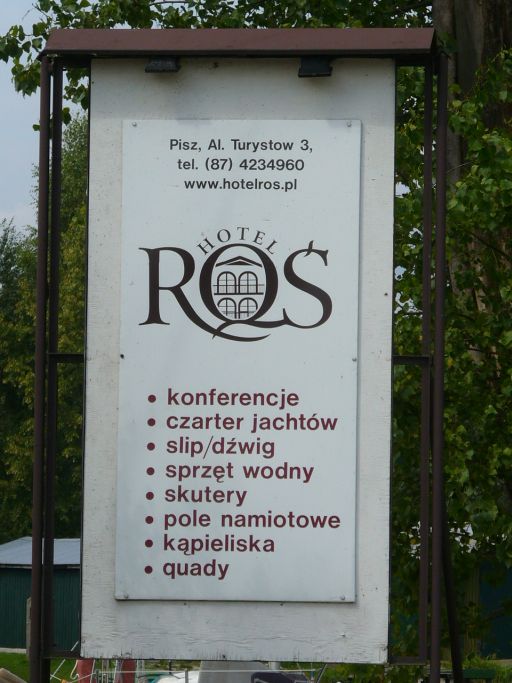 Pisz, Al. Turystow 3,
tel. (87) 4234960
www.hotelros.pl
HOTEL
ROŚ
• konferencje
• czarter jachtów
• slip/dźwig
• sprzęt wodny
• skutery
• pole namiotowe
• kąpieliska
• quady